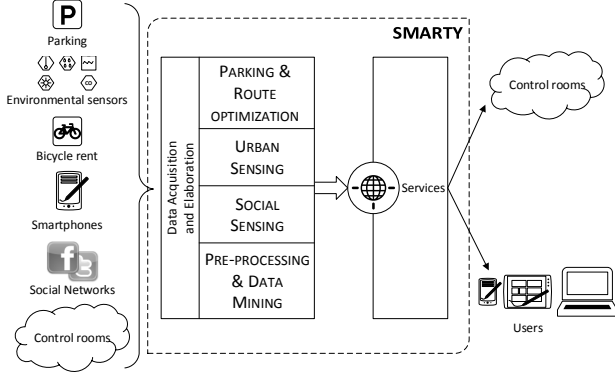 P
Parking
CO
Environmental sensors
Bicycle rent
Smartphones
f
t
Social Networks
Control rooms
SMARTY
Data Acquisition
and Elaboration
PARKING &
ROUTE
OPTIMIZATION
URBAN
SENSING
SOCIAL
SENSING
PRE-PROCESSING
& DATA
MINING
Services
Control rooms
Users